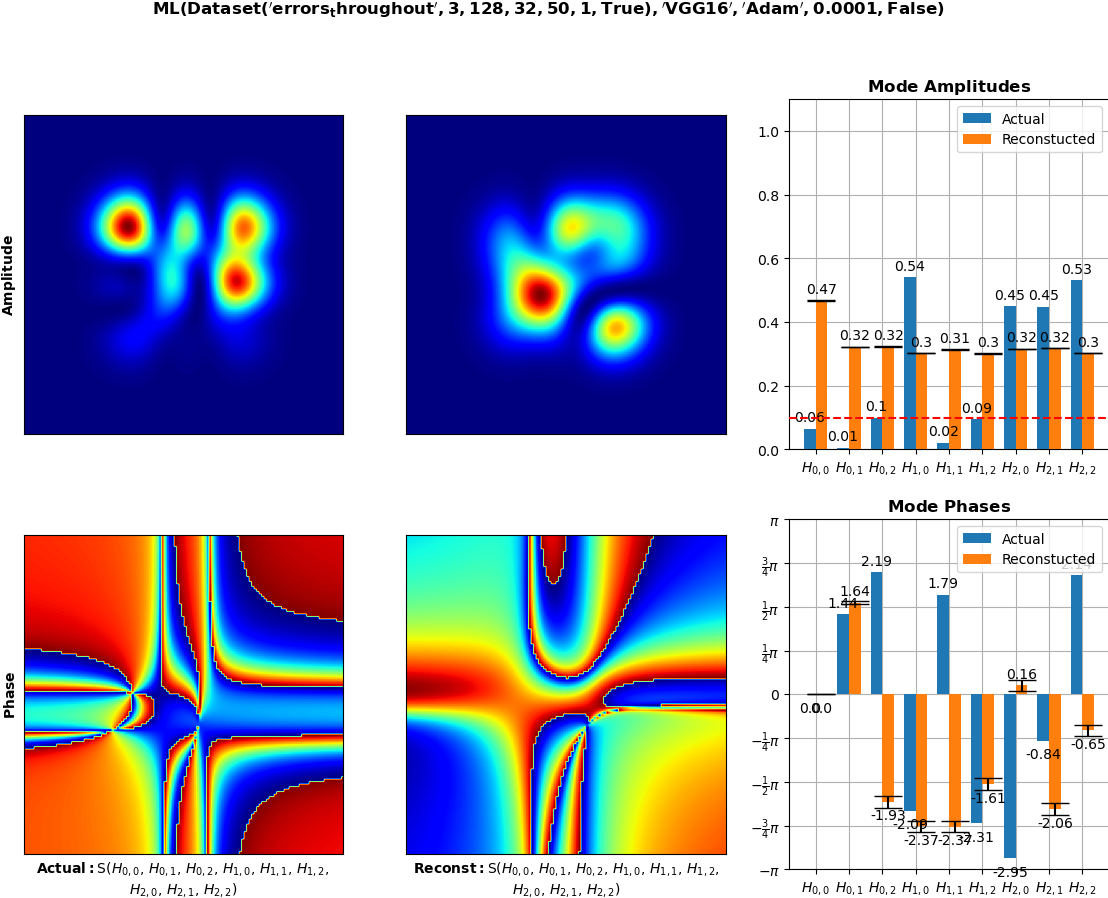 ML(Dataset('errors_throughout', 3, 128, 32, 50, 1, True), 'VGG16', 'Adam', 0.0001, False)
Mode Amplitudes
Amplitude
Actual
Reconstucted
1.0
0.8
0.6
0.4
0.2
0.0
0.06
0.47
0.01
0.32
0.1
0.32
0.54
0.3
0.02
0.31
0.09
0.3
0.45
0.32
0.45
0.32
0.53
0.3
H0,0 H0,1 H0,2 H1,0 H1,1 H1,2 H2,0 H2,1 H2,2
Mode Phases
Phase
Actual
Reconstucted
π
3/4π
1/2π
1/4π
0
−1/4π
−1/2π
−3/4π
−π
0.0
0.0
1.44
1.64
2.19
-1.93
-2.09
-2.37
1.79
-2.37
-2.31
-1.61
-2.95
0.16
-0.84
-2.06
2.14
-0.65
H0,0 H0,1 H0,2 H1,0 H1,1 H1,2 H2,0 H2,1 H2,2
Actual: S(H0,0, H0,1, H0,2, H1,0, H1,1, H1,2,
H2,0, H2,1, H2,2)
Reconst: S(H0,0, H0,1, H0,2, H1,0, H1,1, H1,2,
H2,0, H2,1, H2,2)